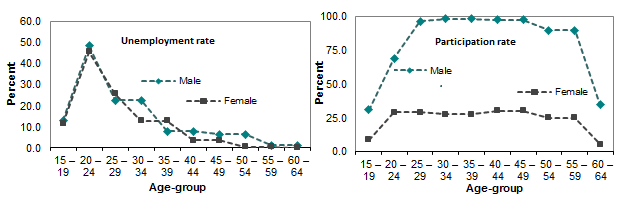 Unemployment rate
Percent
60.0
50.0
40.0
30.0
20.0
10.0
0.0
Male
Female
15 – 20 – 25 – 30 – 35 – 40 – 45 – 50 – 55 – 60 –
19 24 29 34 39 44 49 54 59 64
Age-group
Participation rate
Percent
100.0
75.0
50.0
25.0
0.0
Male
Female
15 – 20 – 25 – 30 – 35 – 40 – 45 – 50 – 55 – 60 –
19 24 29 34 39 44 49 54 59 64
Age-group